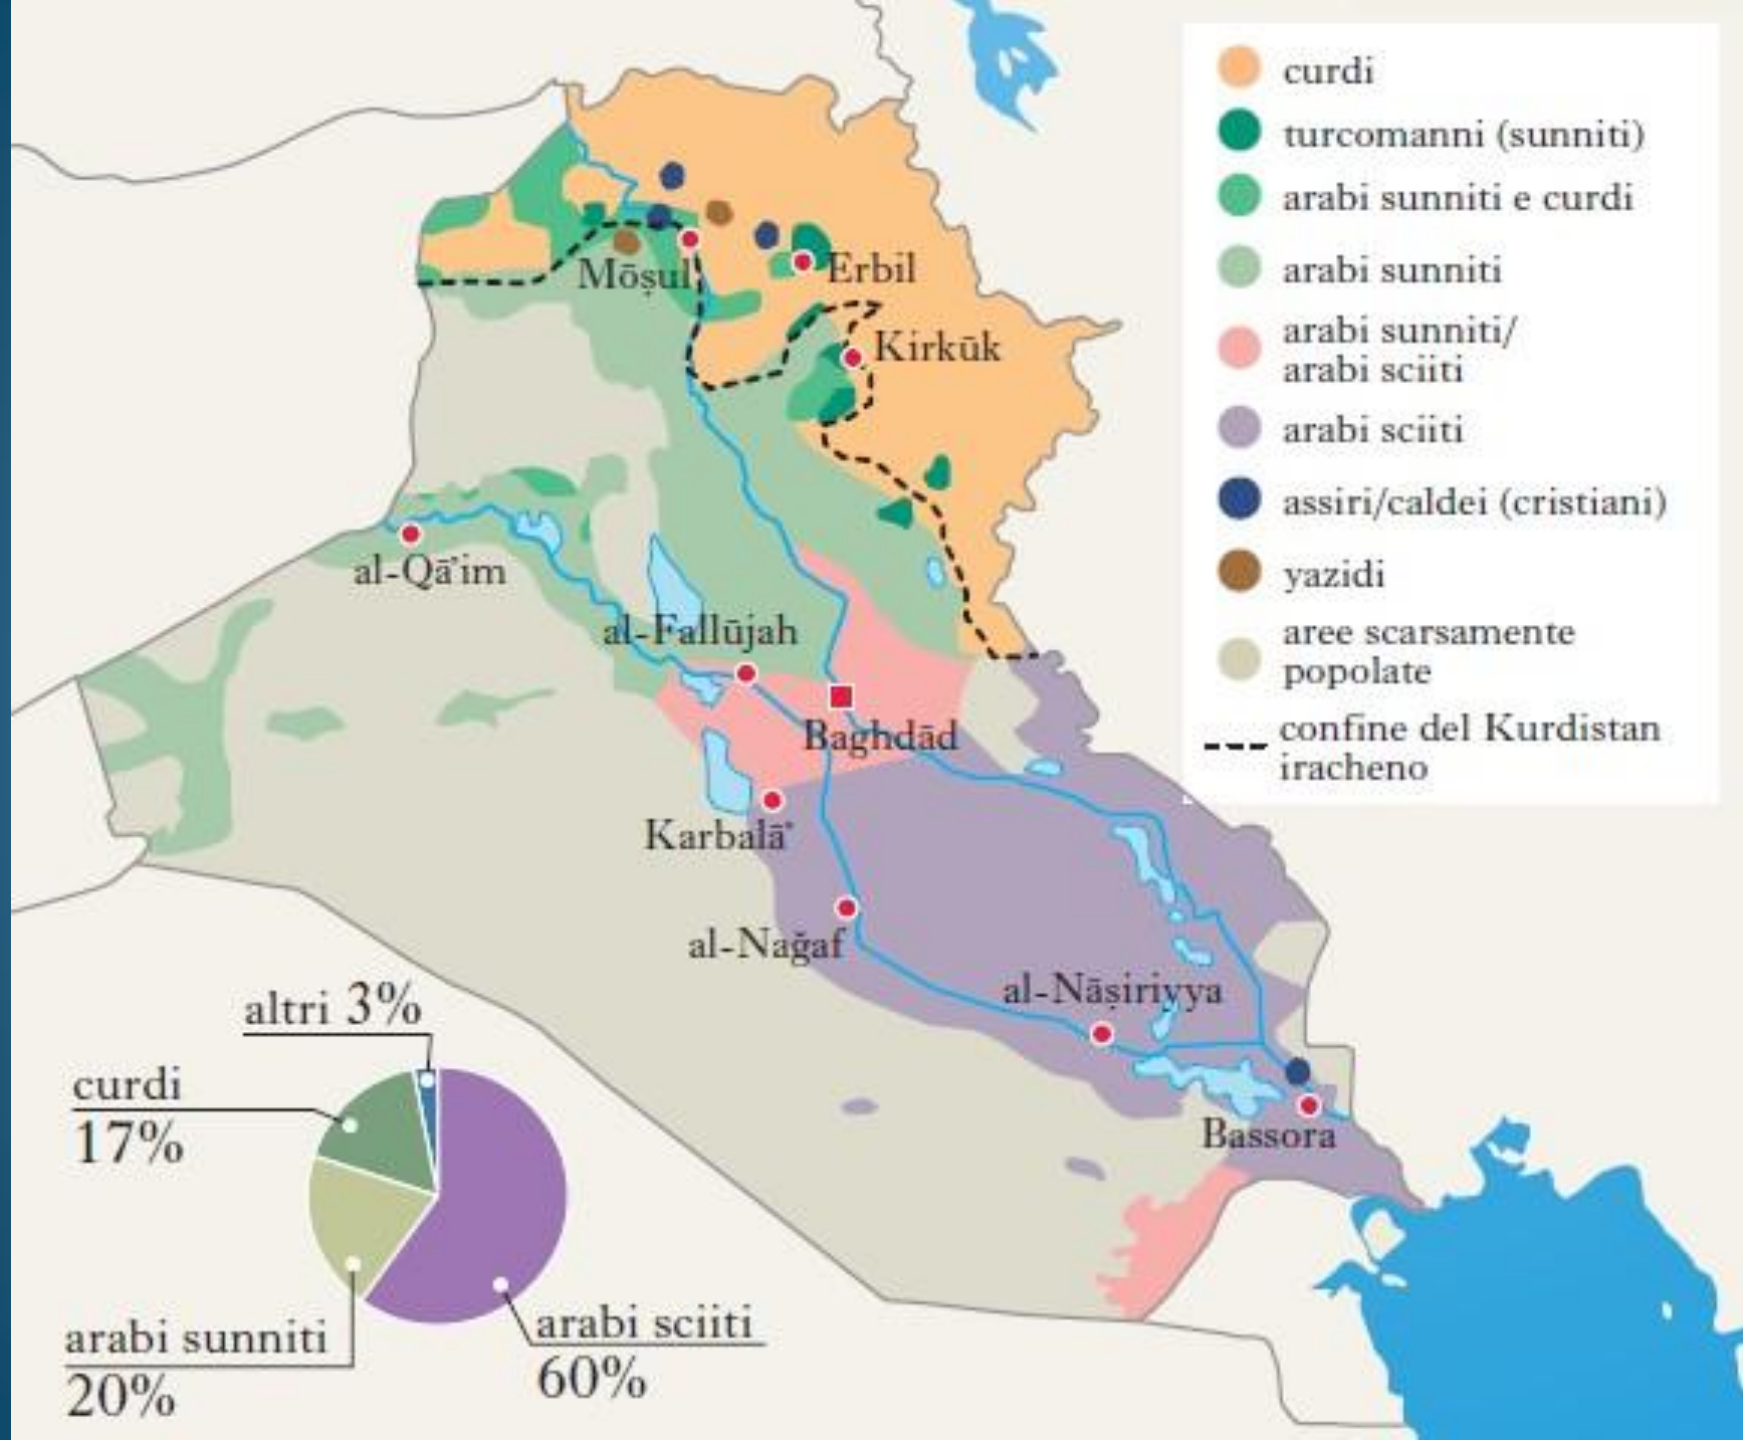 curdi
turcomanni (sunniti)
arabi sunniti e curdi
arabi sunniti
arabi sunniti/
arabi sciiti
arabi sciiti
assiri/caldei (cristiani)
yazidi
aree scarsamente
popolate
confine del Kurdistan
iracheno
Mōṣul
Erbil
Kirkūk
al-Qā'im
al-Fallūjah
Baghdād
Karbalā'
al-Nağaf
al-Nāṣiriyya
Bassora
altri 3%
curdi
17%
arabi sunniti
20%
arabi sciiti
60%